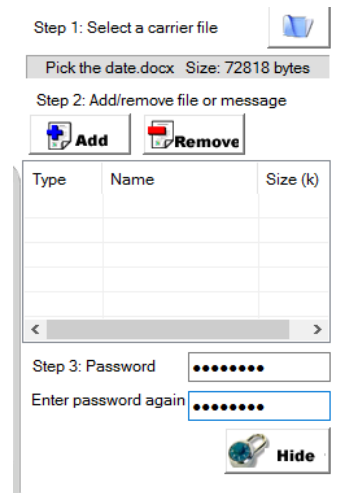 Step 1: Select a carrier file
Pick the date.docx Size: 72818 bytes
Step 2: Add/remove file or message
Add Remove
Type Name Size (k)
Step 3: Password ●●●●●●●●
Enter password again ●●●●●●●●
Hide